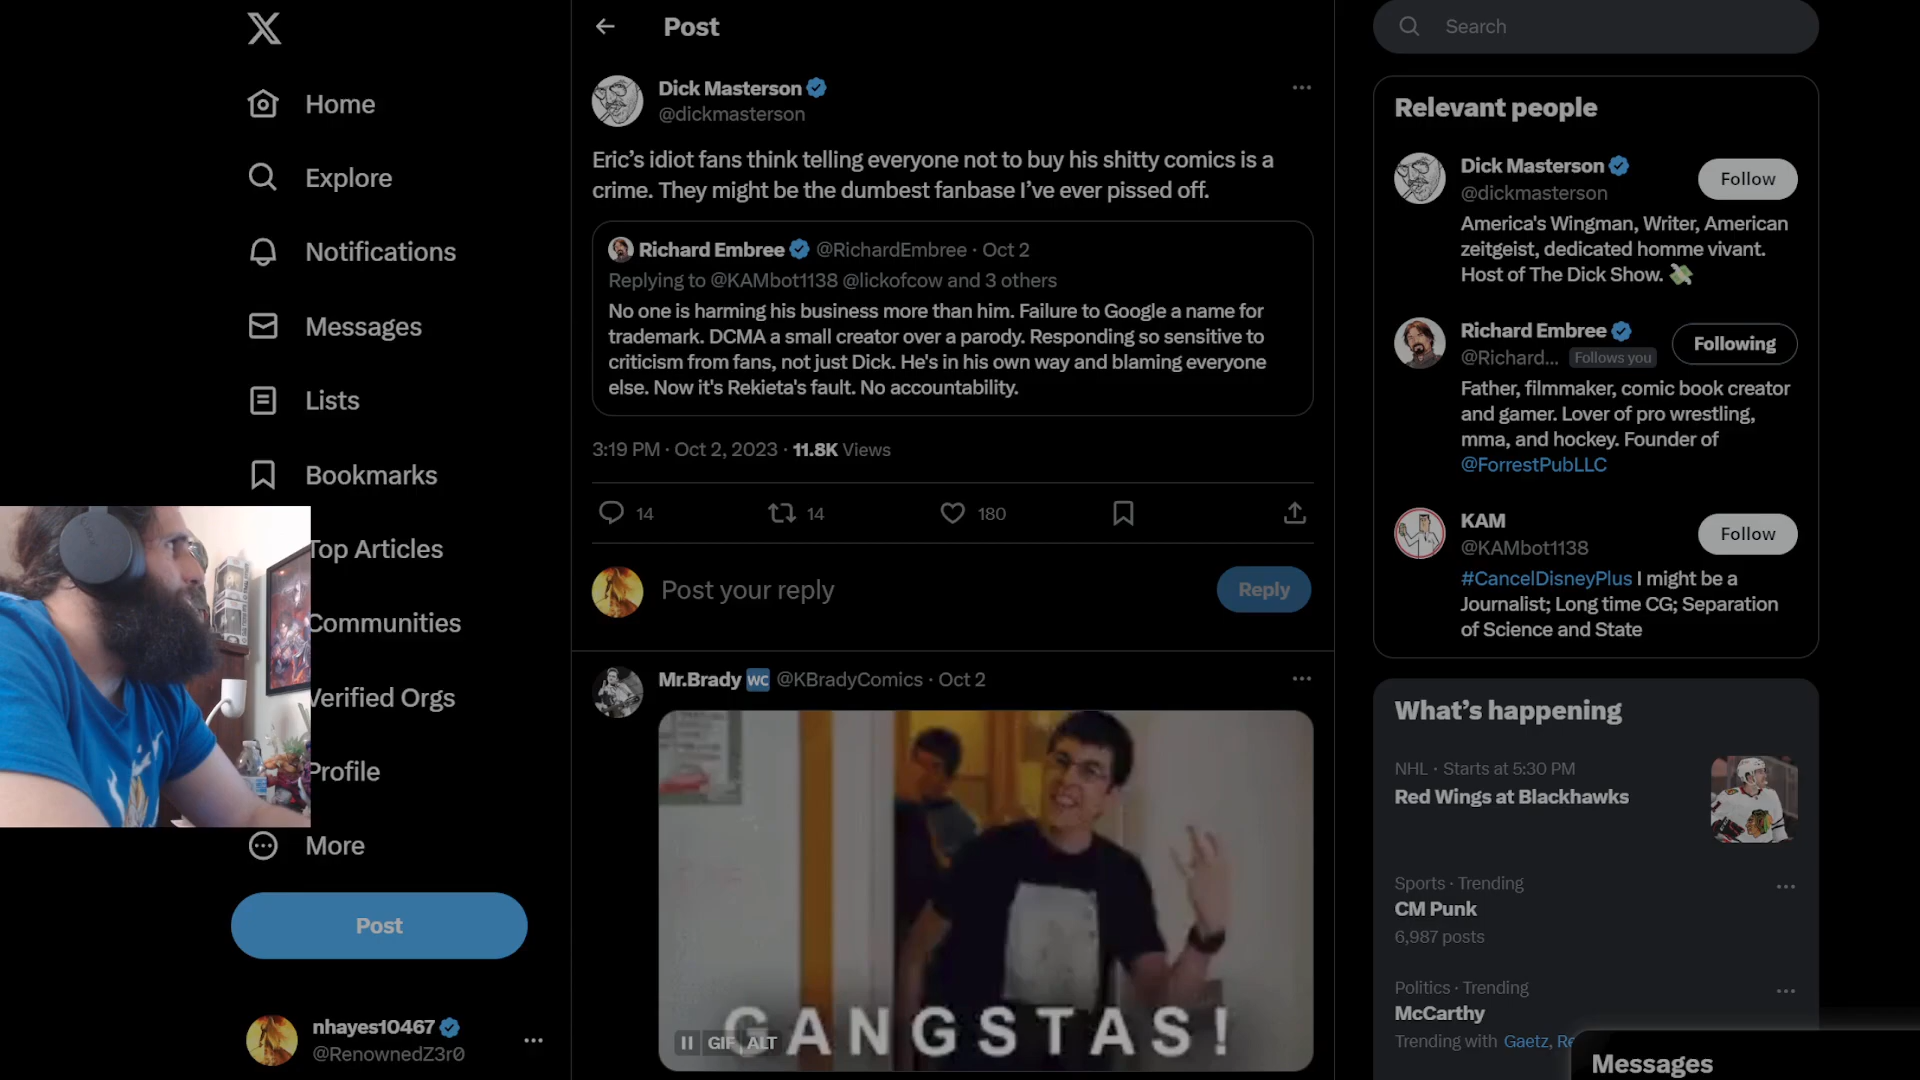 Home
Explore
Notifications
Messages
Lists
Bookmarks
Top Articles
Communities
Verified Orgs
Profile
More
Post
nhayes10467
@RenownedZ3r0
Post
Dick Masterson
@dickmasterson
Eric's idiot fans think telling everyone not to buy his shitty comics is a
crime. They might be the dumbest fanbase I've ever pissed off.
Richard Embree @RichardEmbree · Oct 2
Replying to @KAMbot1138 @lickofcow and 3 others
No one is harming his business more than him. Failure to Google a name for
trademark. DCMA a small creator over a parody. Responding so sensitive to
criticism from fans, not just Dick. He's in his own way and blaming everyone
else. Now it's Rekieta's fault. No accountability.
3:19 PM · Oct 2, 2023 · 11.8K Views
14 14 180
Post your reply
Reply
Mr.Brady WC @KBradyComics · Oct 2
GANGSTAS!
GIF ALT
Search
Relevant people
Dick Masterson
@dickmasterson
Follow
America's Wingman, Writer, American
zeitgeist, dedicated homme vivant.
Host of The Dick Show. 💸
Richard Embree
@Richard... Follows you
Following
Father, filmmaker, comic book creator
and gamer. Lover of pro wrestling,
mma, and hockey. Founder of
@ForrestPubLLC
KAM
@KAMbot1138
Follow
#CancelDisneyPlus I might be a
Journalist; Long time CG; Separation
of Science and State
What's happening
NHL · Starts at 5:30 PM
Red Wings at Blackhawks
Sports · Trending
CM Punk
6,987 posts
Politics · Trending
McCarthy
Trending with Gaetz, Re
Messages